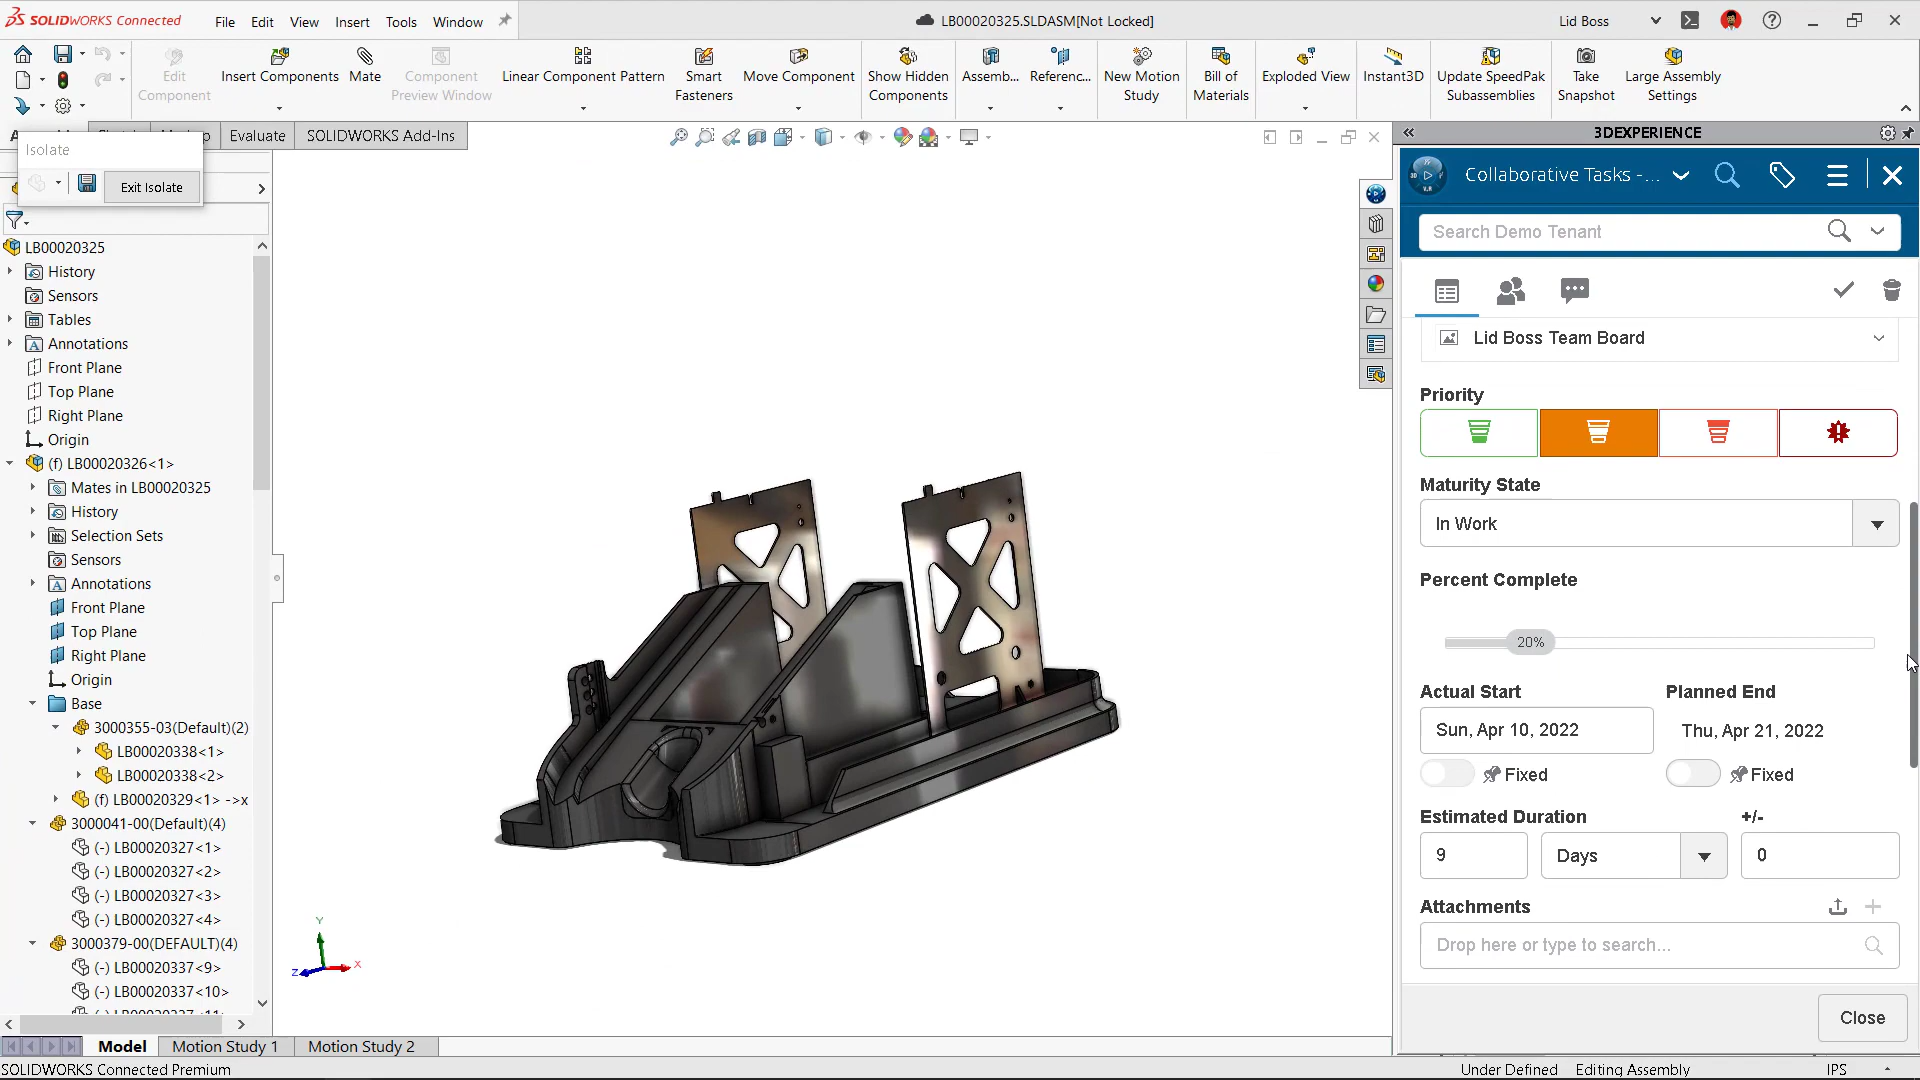 SOLIDWORKS Connected
File Edit View Insert Tools Window
LB00020325.SLDASM[Not Locked]
Lid Boss
Edit Component
Insert Components
Mate
Component Preview Window
Linear Component Pattern
Smart Fasteners
Move Component
Show Hidden Components
Assemb...
Referenc...
New Motion Study
Bill of Materials
Exploded View
Instant3D
Update SpeedPak Subassemblies
Take Snapshot
Large Assembly Settings
Evaluate
SOLIDWORKS Add-Ins
Isolate
Exit Isolate
LB00020325
History
Sensors
Tables
Annotations
Front Plane
Top Plane
Right Plane
Origin
(f) LB00020326<1>
Mates in LB00020325
History
Selection Sets
Sensors
Annotations
Front Plane
Top Plane
Right Plane
Origin
Base
3000355-03(Default)(2)
LB00020338<1>
LB00020338<2>
(f) LB00020329<1> ->x
3000041-00(Default)(4)
(-) LB00020327<1>
(-) LB00020327<2>
(-) LB00020327<3>
(-) LB00020327<4>
3000379-00(DEFAULT)(4)
(-) LB00020337<9>
(-) LB00020337<10>
Y
Z
X
3DEXPERIENCE
Collaborative Tasks -...
Search Demo Tenant
Lid Boss Team Board
Priority
Maturity State
In Work
Percent Complete
20%
Actual Start
Planned End
Sun, Apr 10, 2022
Thu, Apr 21, 2022
Fixed
Fixed
Estimated Duration
+/-
9
Days
0
Attachments
Drop here or type to search...
Close
Model
Motion Study 1
Motion Study 2
SOLIDWORKS Connected Premium
Under Defined
Editing Assembly
IPS